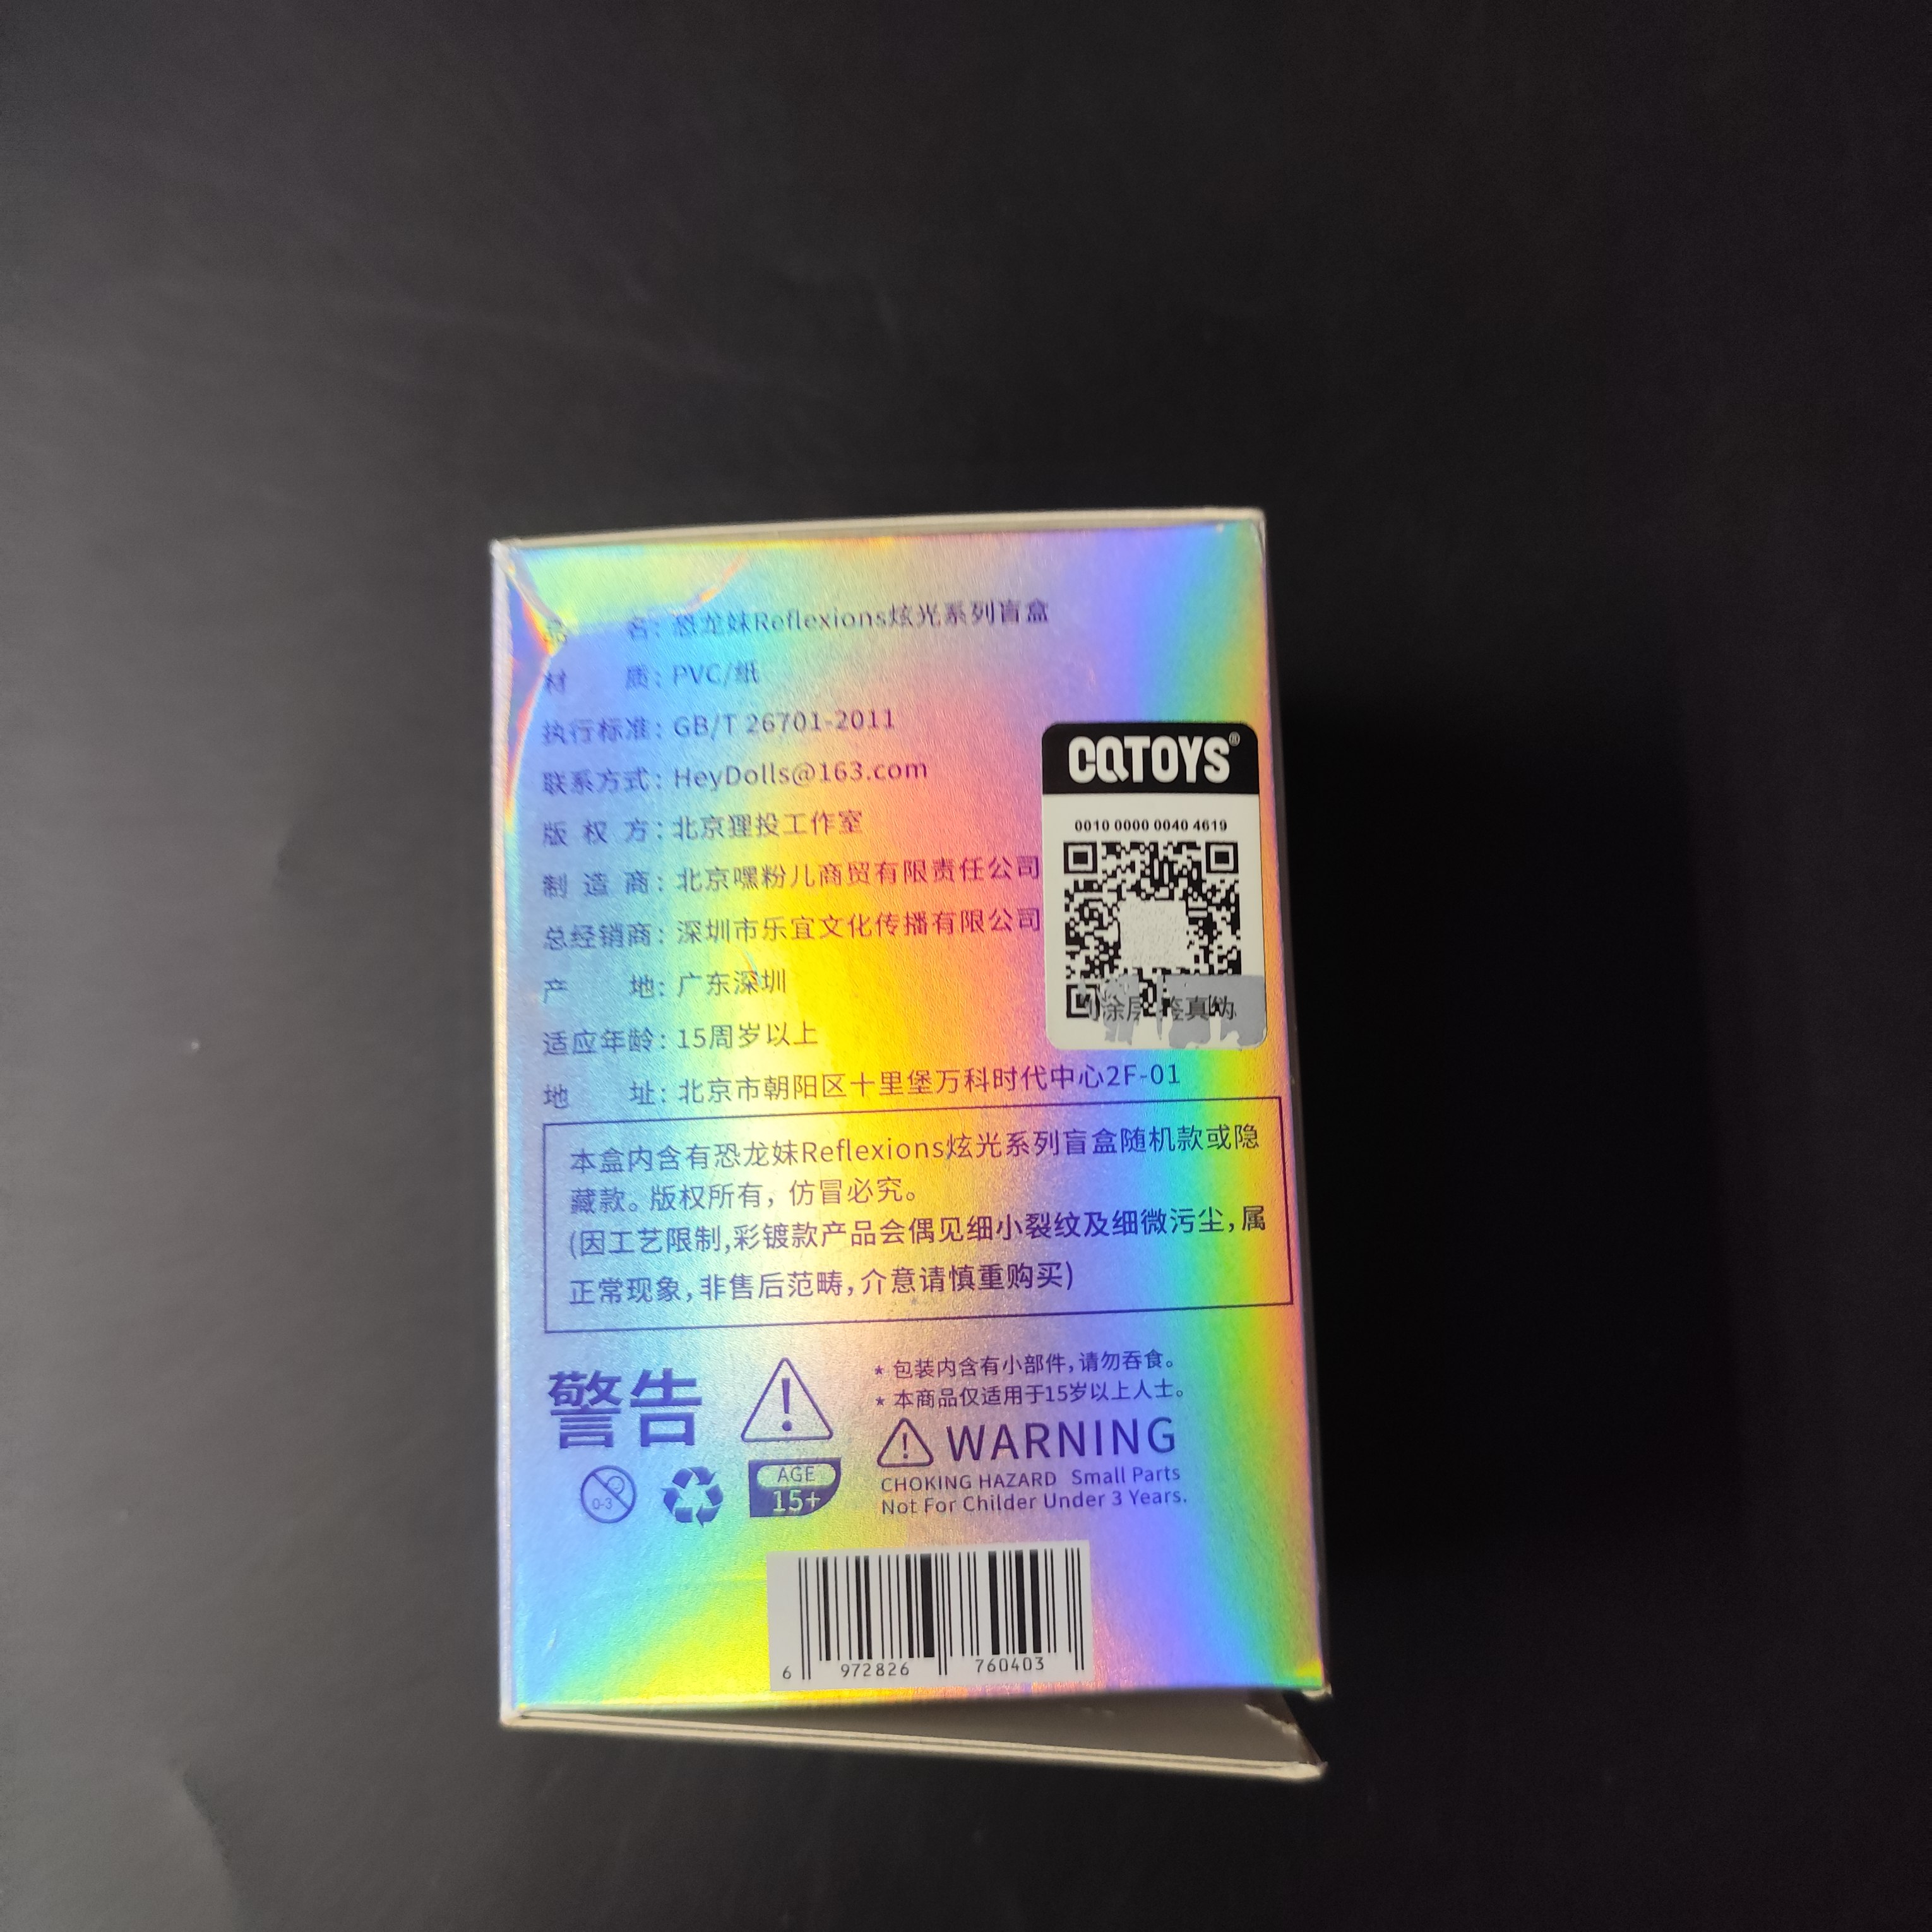 品 名：恐龙妹Reflexions炫光系列盲盒
材 质：PVC/纸
执行标准：GB/T 26701-2011
联系方式：HeyDolls@163.com
版 权 方：北京狸投工作室
制 造 商：北京嘿粉儿商贸有限责任公司
总经销商：深圳市乐宜文化传播有限公司
产 地：广东深圳
适应年龄：15周岁以上
地 址：北京市朝阳区十里堡万科时代中心2F-01
CQTOYS®
0010 0000 0040 4619
涂层 签真伪
本盒内含有恐龙妹Reflexions炫光系列盲盒随机款或隐
藏款。版权所有，仿冒必究。
(因工艺限制,彩镀款产品会偶见细小裂纹及细微污尘,属
正常现象,非售后范畴,介意请慎重购买)
警告
* 包装内含有小部件,请勿吞食。
* 本商品仅适用于15岁以上人士。
WARNING
CHOKING HAZARD Small Parts
Not For Childer Under 3 Years.
0-3
AGE
15+
6 972826 760403